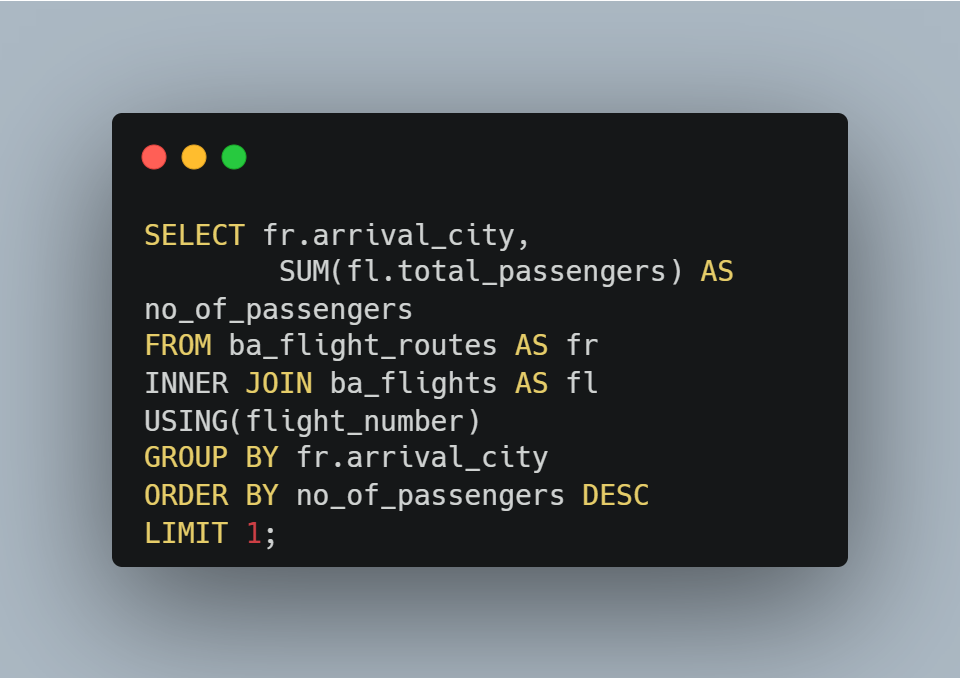 SELECT fr.arrival_city,
        SUM(fl.total_passengers) AS
no_of_passengers
FROM ba_flight_routes AS fr
INNER JOIN ba_flights AS fl
USING(flight_number)
GROUP BY fr.arrival_city
ORDER BY no_of_passengers DESC
LIMIT 1;